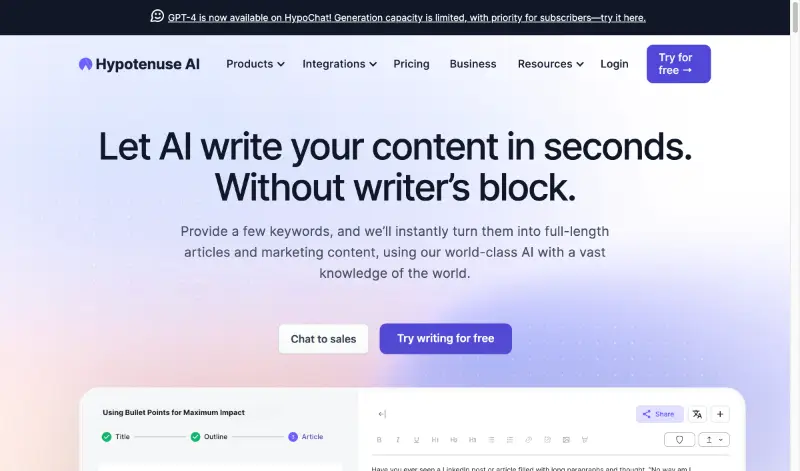 GPT-4 is now available on HypoChat! Generation capacity is limited, with priority for subscribers—try it here.
Hypotenuse AI
Products
Integrations
Pricing
Business
Resources
Login
Try for
free →
Let AI write your content in seconds.
Without writer's block.
Provide a few keywords, and we'll instantly turn them into full-length
articles and marketing content, using our world-class AI with a vast
knowledge of the world.
Chat to sales
Try writing for free
Using Bullet Points for Maximum Impact
Title
Outline
3 Article
Share
B I U H1 H2 H3
Have you ever seen a LinkedIn post or article filled with long paragraphs and thought, "No way am I